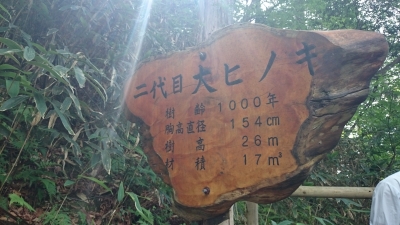 二代目大ヒノキ
樹齢 1000年
胸高直径 154cm
樹高 26m
材積 17m³